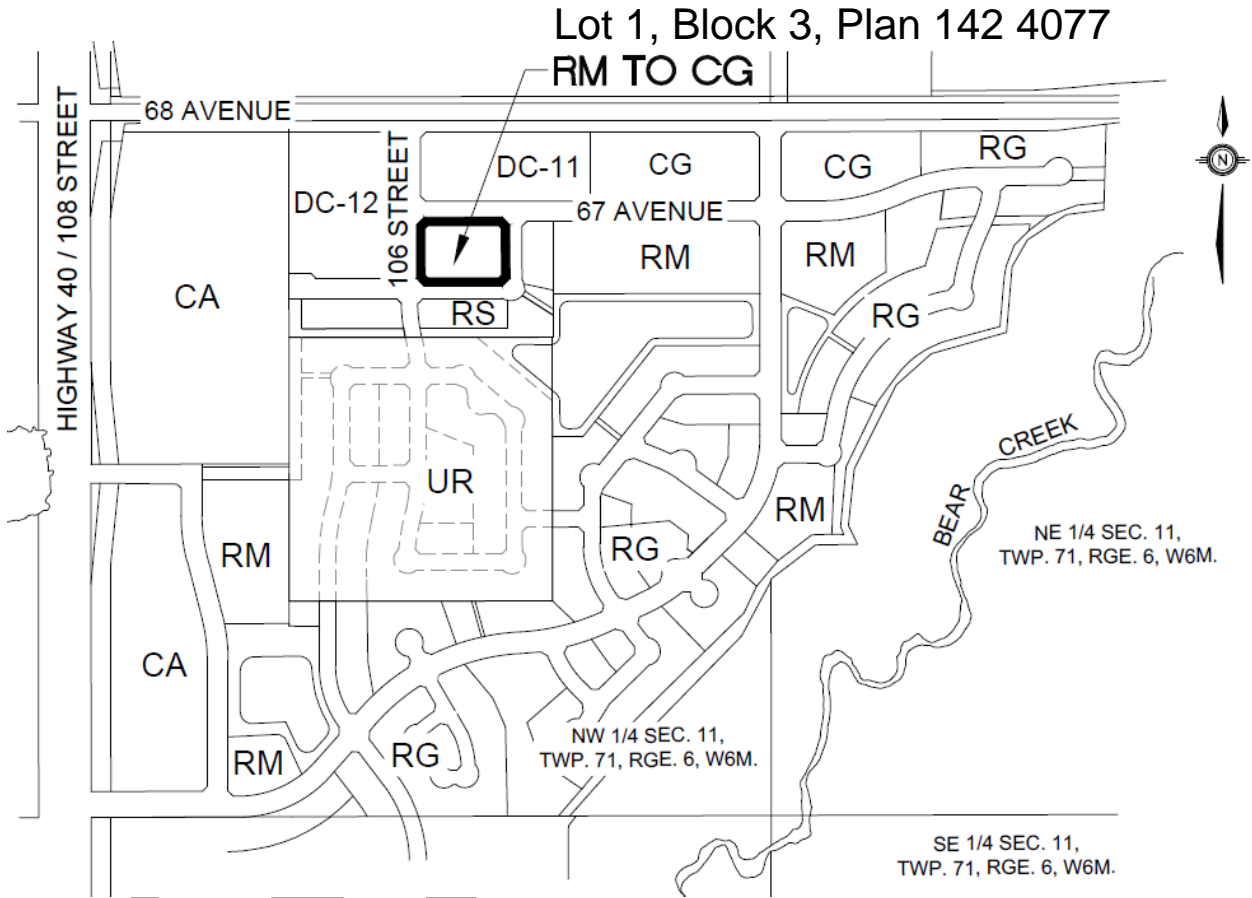 Lot 1, Block 3, Plan 142 4077
RM TO CG
68 AVENUE
HIGHWAY 40 / 108 STREET
106 STREET
DC-11
CG
CG
RG
N
DC-12
67 AVENUE
RM
RM
CA
RS
RG
UR
CREEK
BEAR
RM
RM
RG
NE 1/4 SEC. 11,
TWP. 71, RGE. 6, W6M.
CA
RM
RG
NW 1/4 SEC. 11,
TWP. 71, RGE. 6, W6M.
SE 1/4 SEC. 11,
TWP. 71, RGE. 6, W6M.